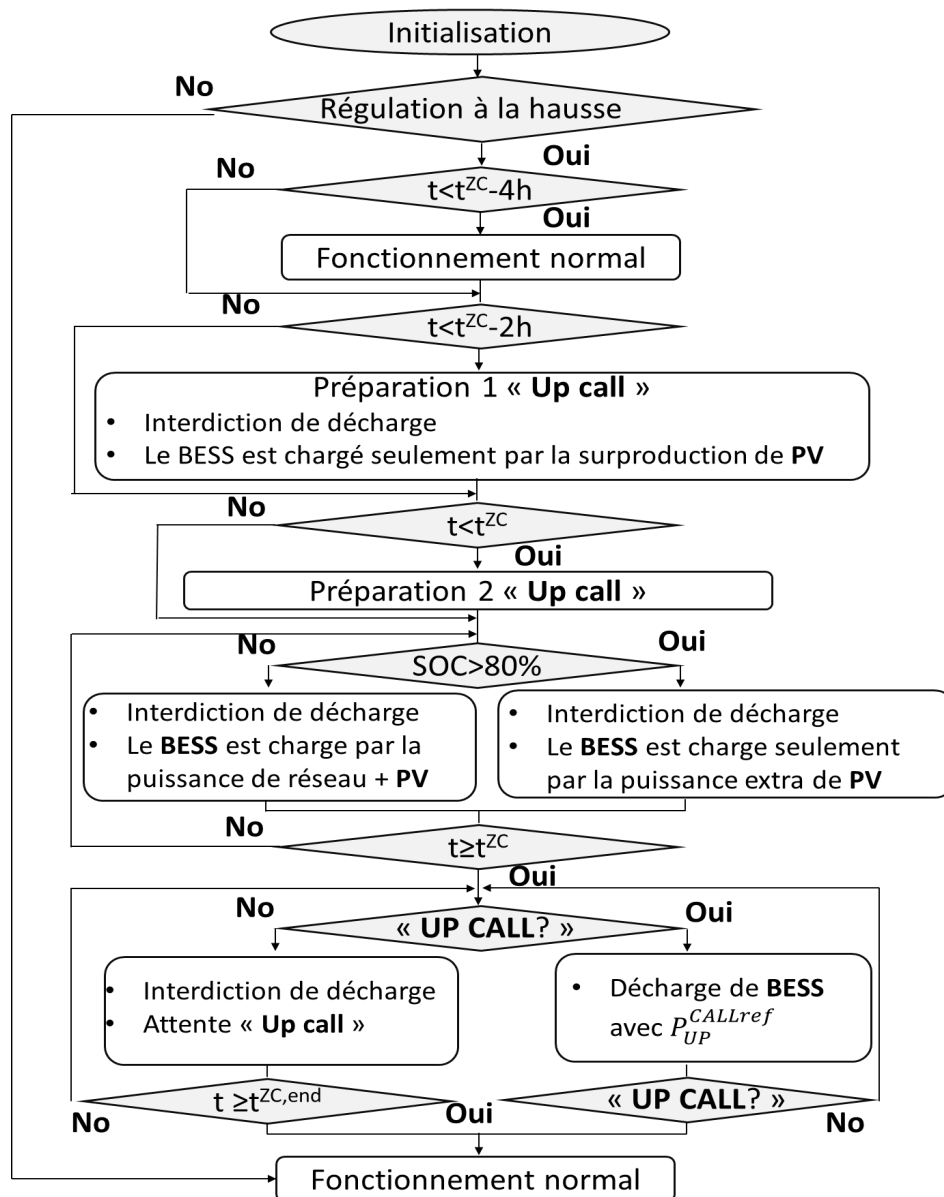 Initialisation
No
Régulation à la hausse
Oui
No
t<t^ZC-4h
Oui
Fonctionnement normal
No
t<t^ZC-2h
Préparation 1 « Up call »
• Interdiction de décharge
• Le BESS est chargé seulement par la surproduction de PV
No
t<t^ZC
Oui
Préparation 2 « Up call »
No
Oui
SOC>80%
• Interdiction de décharge
• Le BESS est charge par la
puissance de réseau + PV
• Interdiction de décharge
• Le BESS est charge seulement
par la puissance extra de PV
No
t≥t^ZC
Oui
No
« UP CALL? »
Oui
• Interdiction de décharge
• Attente « Up call »
• Décharge de BESS
avec P_UP^CALLref
t ≥t^ZC,end
No
Oui
« UP CALL? »
No
Fonctionnement normal